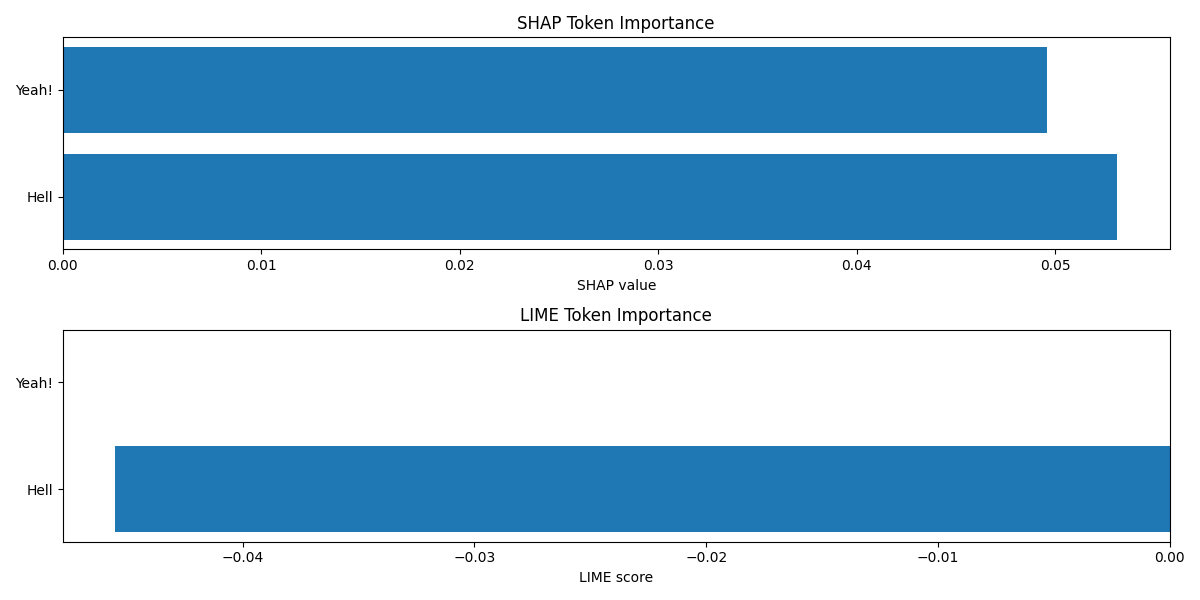 SHAP Token Importance
Yeah!
Hell
0.00 0.01 0.02 0.03 0.04 0.05
SHAP value
LIME Token Importance
Yeah!
Hell
−0.04 −0.03 −0.02 −0.01 0.00
LIME score